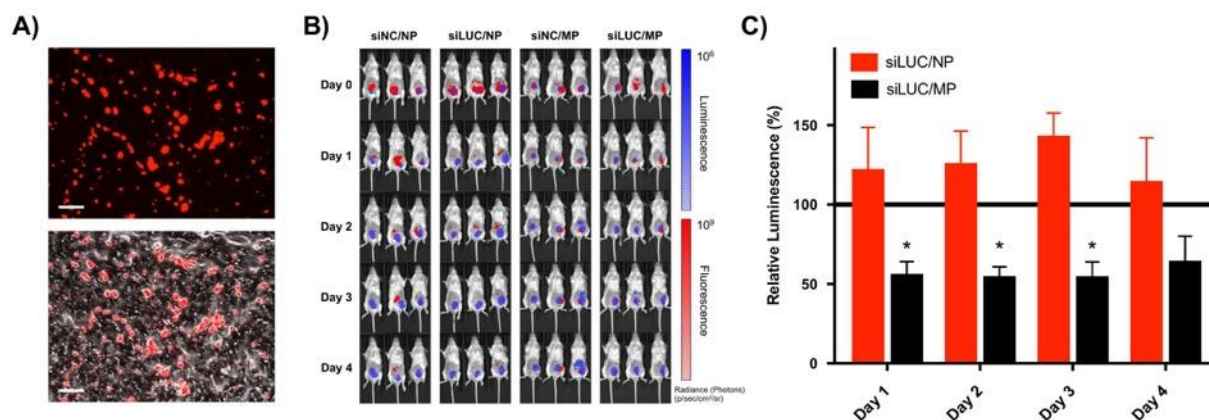 A)
B)
siNC/NP siLUC/NP siNC/MP siLUC/MP
Day 0
Day 1
Day 2
Day 3
Day 4
10⁶
Luminescence
10⁹
Fluorescence
Radiance (Photons)
(p/sec/cm²/sr)
C)
siLUC/NP
siLUC/MP
Relative Luminescence (%)
150
100
50
0
* * *
Day 1 Day 2 Day 3 Day 4